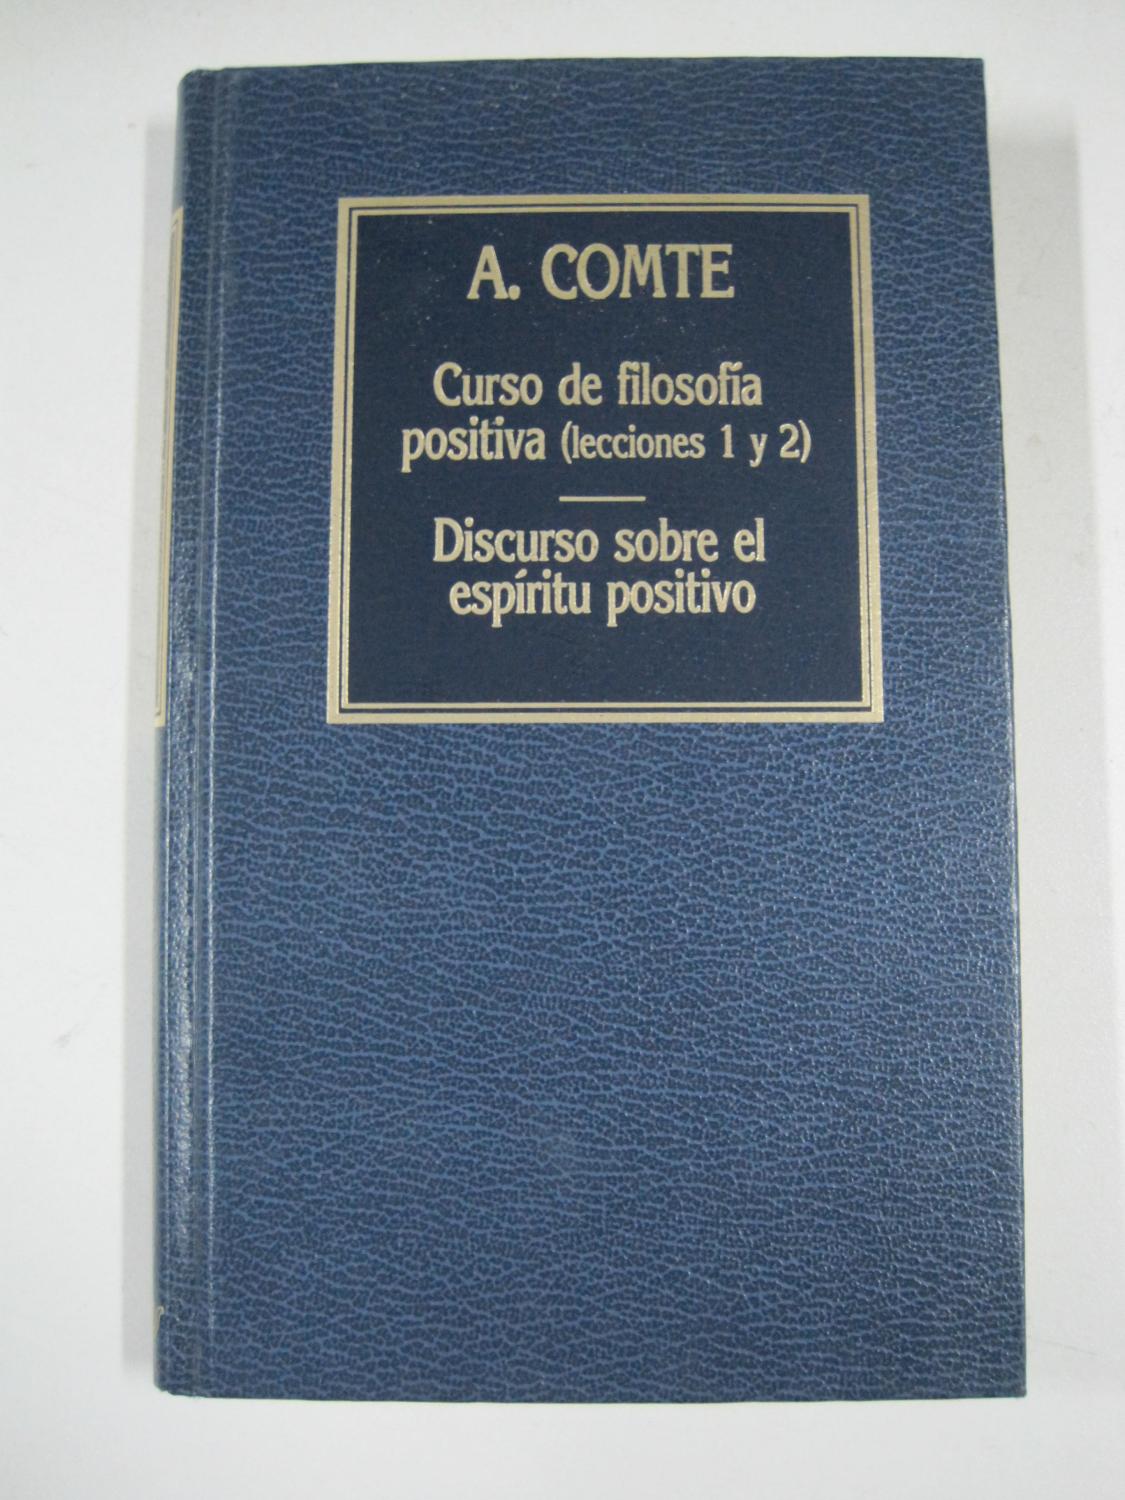 A. COMTE
Curso de filosofía
positiva (lecciones 1 y 2)
Discurso sobre el
espíritu positivo